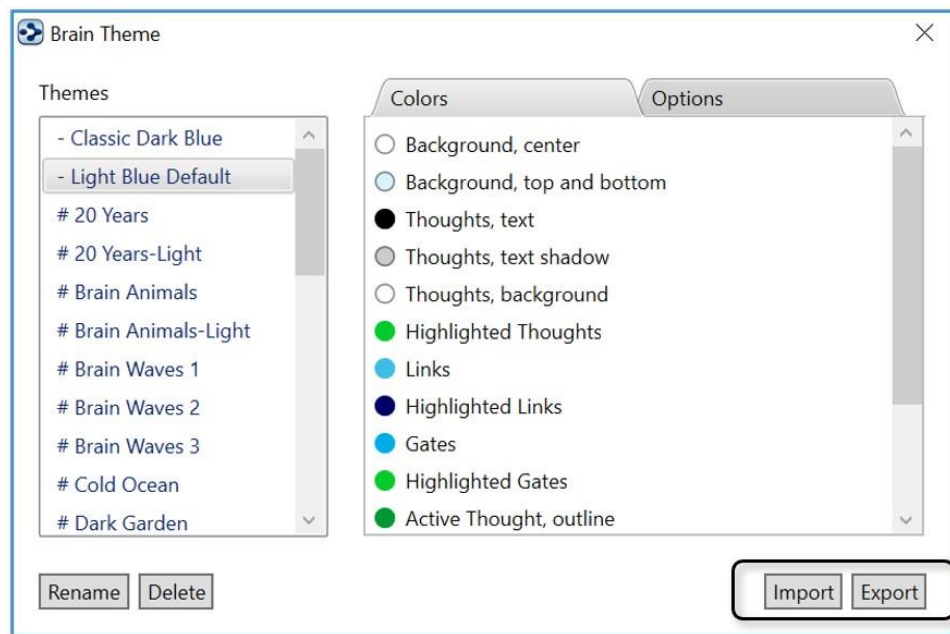 Brain Theme
Themes
- Classic Dark Blue
- Light Blue Default
# 20 Years
# 20 Years-Light
# Brain Animals
# Brain Animals-Light
# Brain Waves 1
# Brain Waves 2
# Brain Waves 3
# Cold Ocean
# Dark Garden
Colors Options
Background, center
Background, top and bottom
Thoughts, text
Thoughts, text shadow
Thoughts, background
Highlighted Thoughts
Links
Highlighted Links
Gates
Highlighted Gates
Active Thought, outline
Rename Delete Import Export